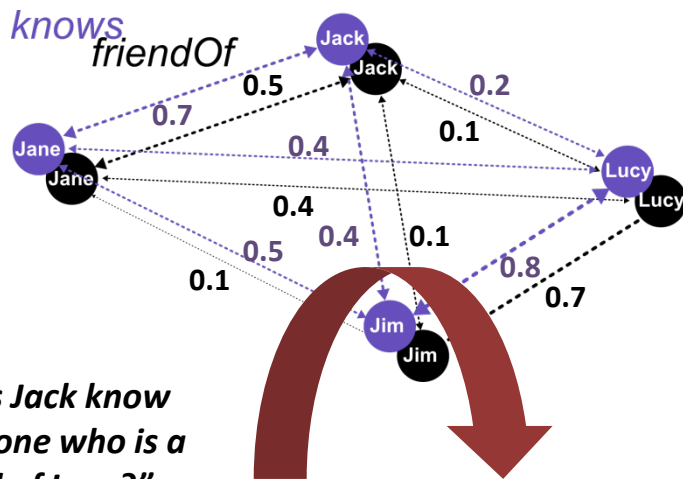 knows
friendOf
Jack
Jack
0.5
0.2
0.7
0.1
0.4
Jane
Jane
Lucy
Lucy
0.4
0.4
0.1
0.5
0.8
0.1
0.7
Jim
Jim
Jack know
one who is a